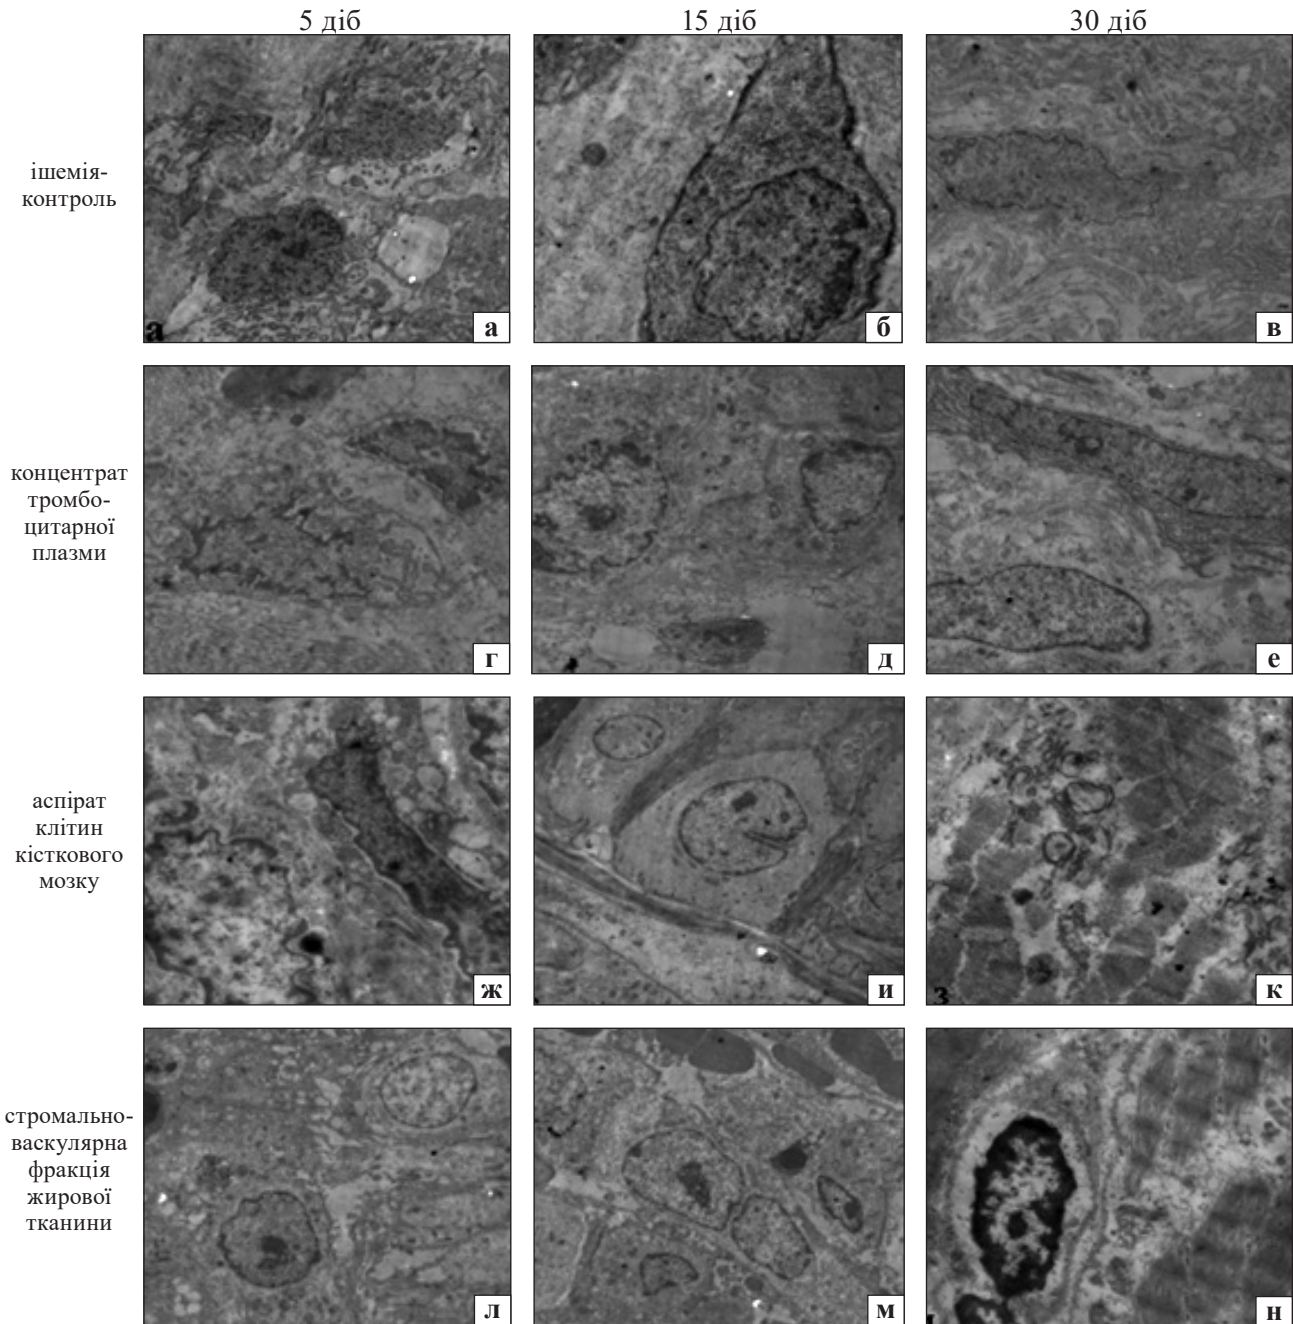 5 діб 15 діб 30 діб
ішемія-
контроль
а
а
б
в
концентрат
тромбо-
цитарної
плазми
г
д
е
аспірат
клітин
кісткового
мозку
ж
и
з
к
стромально-
васкулярна
фракція
жирової
тканини
л
м
н